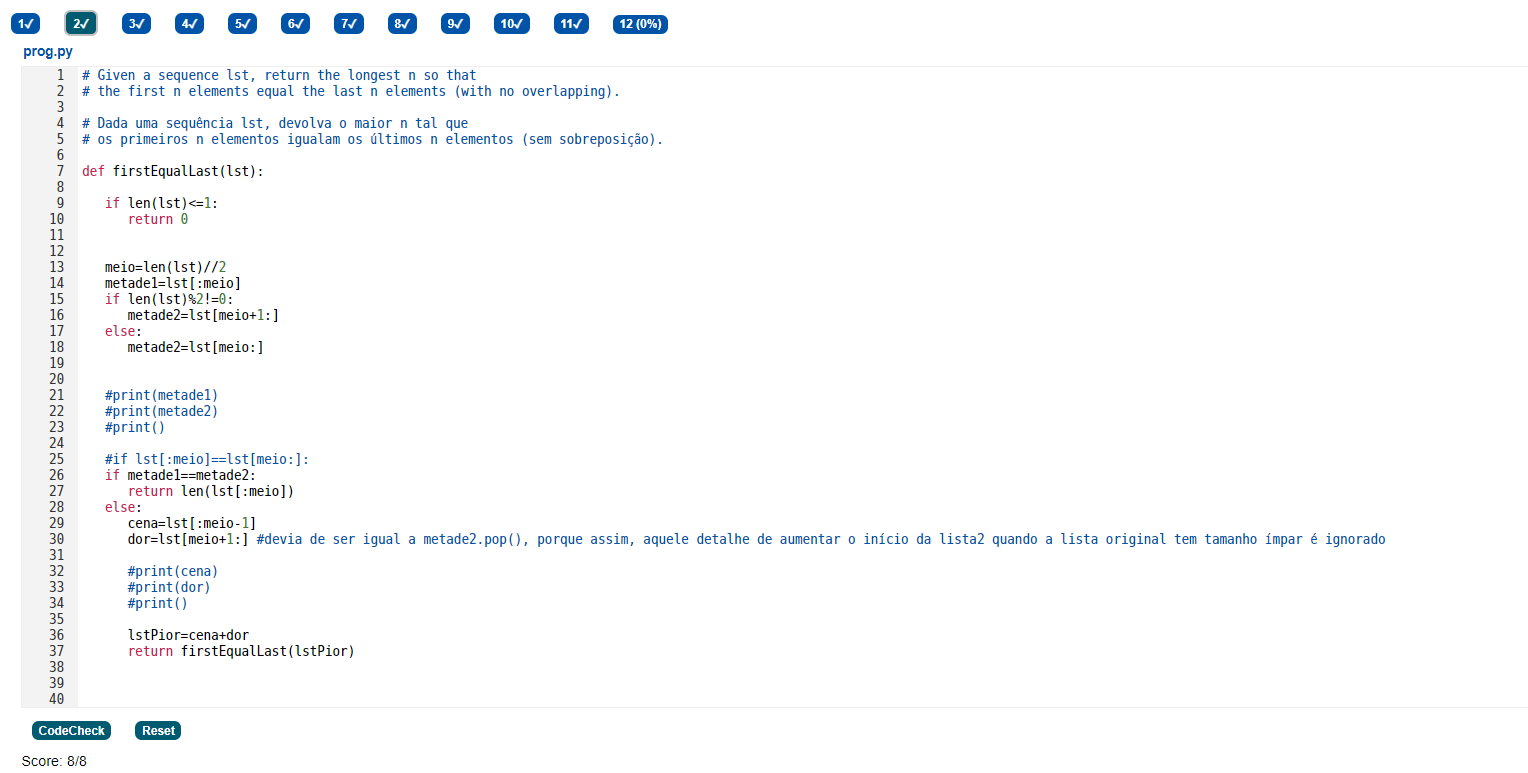 1✓ 2✓ 3✓ 4✓ 5✓ 6✓ 7✓ 8✓ 9✓ 10✓ 11✓ 12 (0%)
prog.py
1 # Given a sequence lst, return the longest n so that
2 # the first n elements equal the last n elements (with no overlapping).
3
4 # Dada uma sequência lst, devolva o maior n tal que
5 # os primeiros n elementos igualam os últimos n elementos (sem sobreposição).
6
7 def firstEqualLast(lst):
8
9    if len(lst)<=1:
10       return 0
11
12
13    meio=len(lst)//2
14    metade1=lst[:meio]
15    if len(lst)%2!=0:
16       metade2=lst[meio+1:]
17    else:
18       metade2=lst[meio:]
19
20
21    #print(metade1)
22    #print(metade2)
23    #print()
24
25    #if lst[:meio]==lst[meio:]:
26    if metade1==metade2:
27       return len(lst[:meio])
28    else:
29       cena=lst[:meio-1]
30       dor=lst[meio+1:] #devia de ser igual a metade2.pop(), porque assim, aquele detalhe de aumentar o início da lista2 quando a lista original tem tamanho ímpar é ignorado
31
32       #print(cena)
33       #print(dor)
34       #print()
35
36       lstPior=cena+dor
37       return firstEqualLast(lstPior)
38
39
40
CodeCheck Reset
Score: 8/8